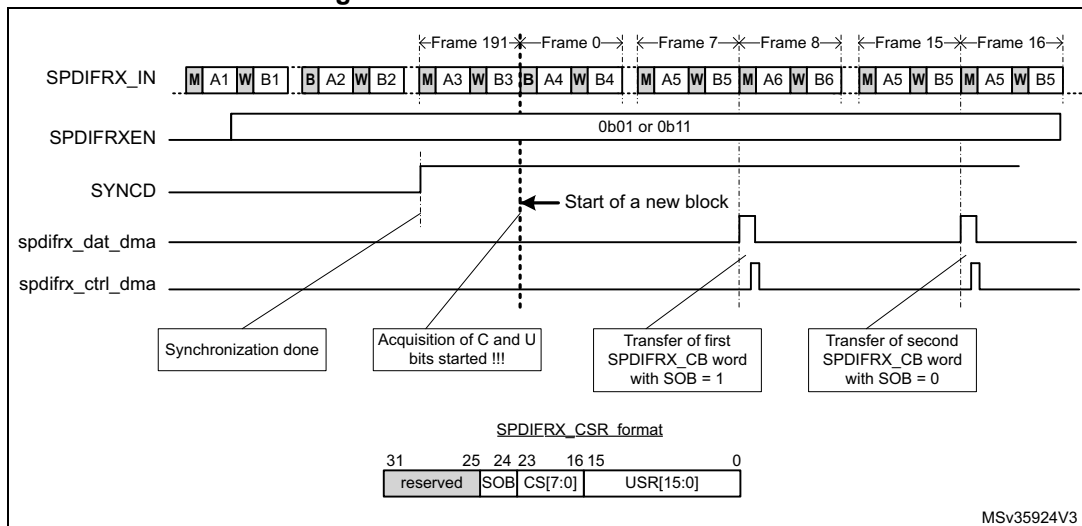 Frame 191 Frame 0 Frame 7 Frame 8 Frame 15 Frame 16
SPDIFRX_IN M A1 W B1 B A2 W B2 M A3 W B3 B A4 W B4 M A5 W B5 M A6 W B6 M A5 W B5 M A5 W B5
SPDIFRXEN 0b01 or 0b11
SYNCD
Start of a new block
spdifrx_dat_dma
spdifrx_ctrl_dma
Synchronization done
Acquisition of C and U
bits started !!!
Transfer of first
SPDIFRX_CB word
with SOB = 1
Transfer of second
SPDIFRX_CB word
with SOB = 0
SPDIFRX_CSR format
31 25 24 23 16 15 0
reserved SOB CS[7:0] USR[15:0]
MSv35924V3